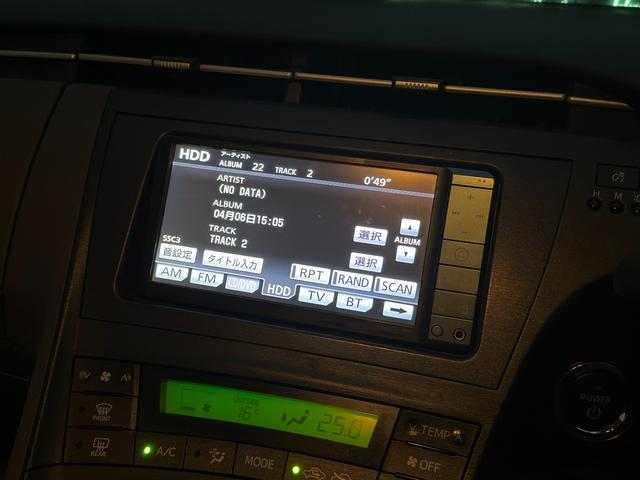 HDD アーティスト
ALBUM 22 TRACK 2 0'49"
ARTIST
(NO DATA)
ALBUM
04月06日15:05
TRACK
TRACK 2
選択
ALBUM
選択
SSC3
音設定 タイトル入力 RPT RAND SCAN
AM FM CD/DVD HDD TV BT
H M
POWER
OUTSIDE
16℃ 25.0
FRONT
REAR
A/C
MODE
TEMP
OFF